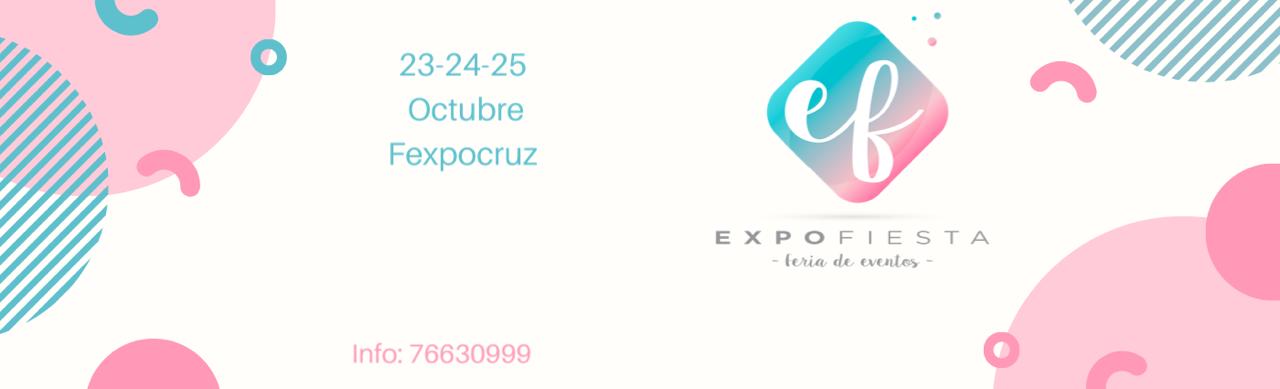 23-24-25
Octubre
Fexpocruz
Info: 76630999
ef
EXPOFIESTA
- feria de eventos -